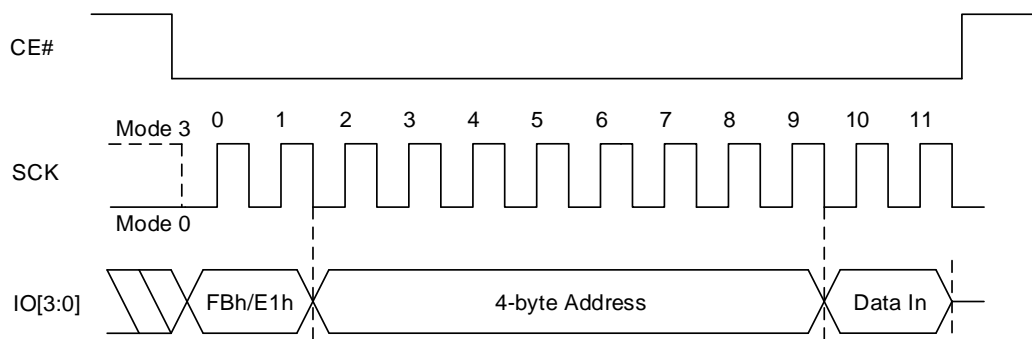 CE#
0 1 2 3 4 5 6 7 8 9 10 11
Mode 3
SCK
Mode 0
IO[3:0]
FBh/E1h
4-byte Address
Data In